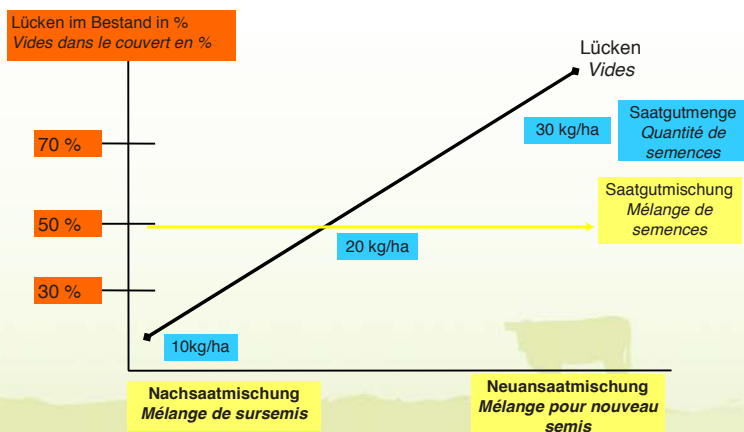 Lücken im Bestand in %
Vides dans le couvert en %
Lücken
Vides
70 %
30 kg/ha
Saatgutmenge
Quantité de
semences
Saatgutmischung
Mélange de
semences
50 %
20 kg/ha
30 %
10kg/ha
Nachsaatmischung
Mélange de sursemis
Neuansaatmischung
Mélange pour nouveau
semis